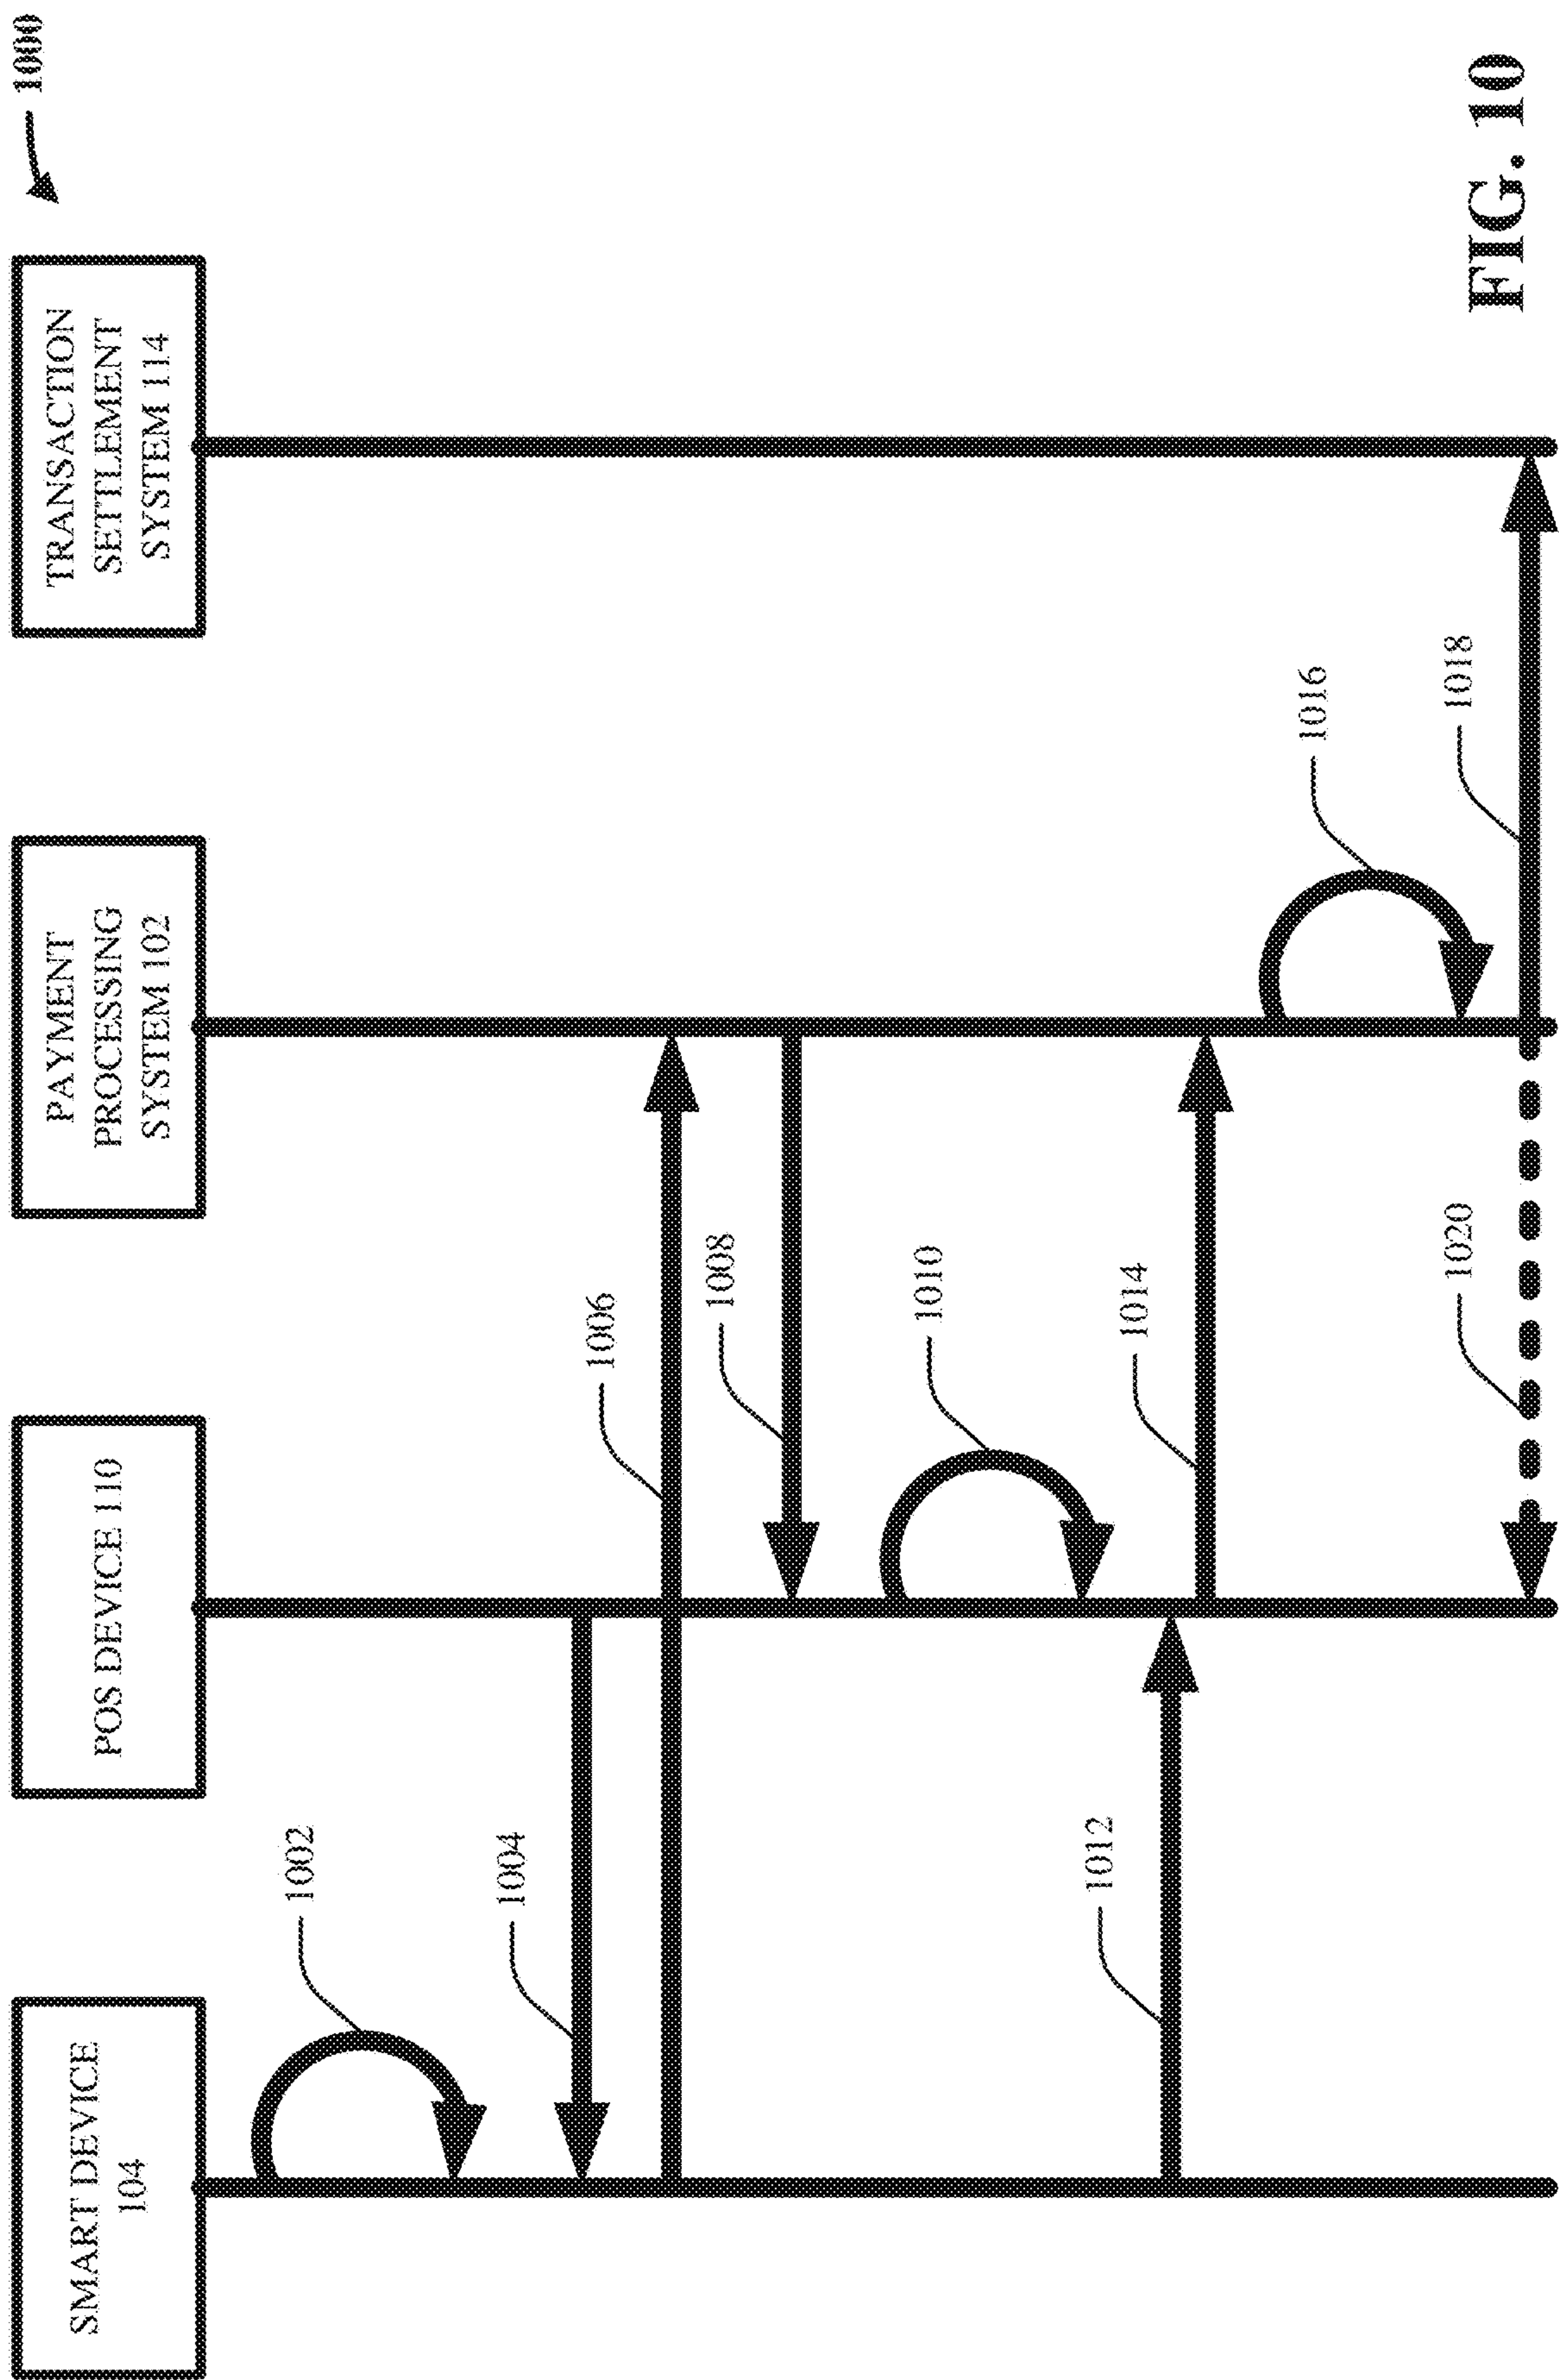 1000
SMART DEVICE
104
POS DEVICE 110
PAYMENT
PROCESSING
SYSTEM 102
TRANSACTION
SETTLEMENT
SYSTEM 114
1002
1004
1006
1008
1010
1012
1014
1016
1018
1020
FIG. 10